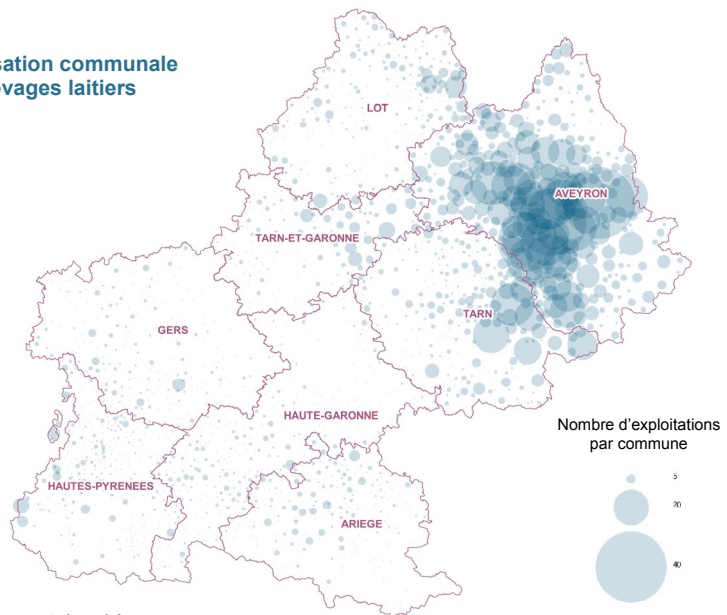 sation communale
evages laitiers
LOT
AVEYRON
TARN-ET-GARONNE
GERS
TARN
HAUTE-GARONNE
HAUTES-PYRENEES
ARIEGE
Nombre d'exploitations
par commune
5
20
40